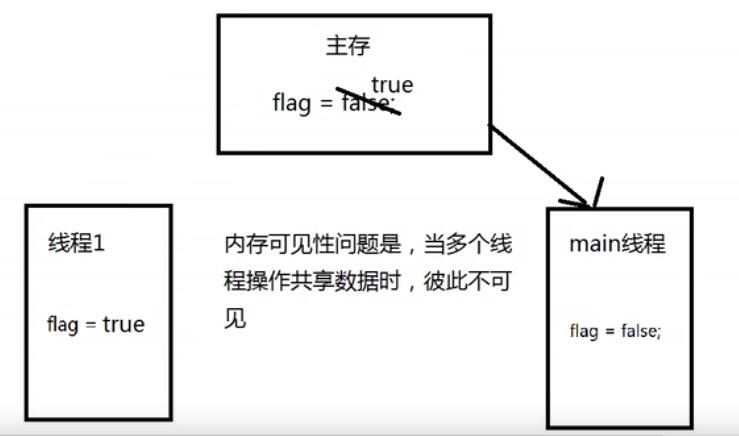 主存
true
flag = false;
线程1
flag = true
内存可见性问题是，当多个线
程操作共享数据时，彼此不可
见
main线程
flag = false;